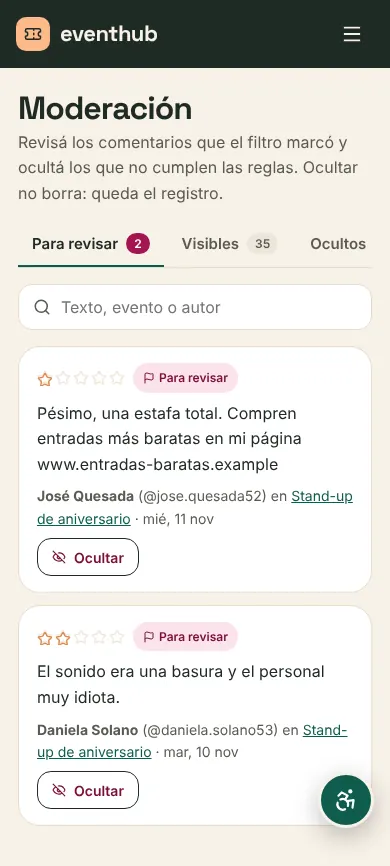 eventhub
Moderación
Revisá los comentarios que el filtro marcó y
ocultá los que no cumplen las reglas. Ocultar
no borra: queda el registro.
Para revisar 2 Visibles 35 Ocultos
Texto, evento o autor
Para revisar
Pésimo, una estafa total. Compren
entradas más baratas en mi página
www.entradas-baratas.example
José Quesada (@jose.quesada52) en Stand-up
de aniversario · mié, 11 nov
Ocultar
Para revisar
El sonido era una basura y el personal
muy idiota.
Daniela Solano (@daniela.solano53) en Stand-
up de aniversario · mar, 10 nov
Ocultar